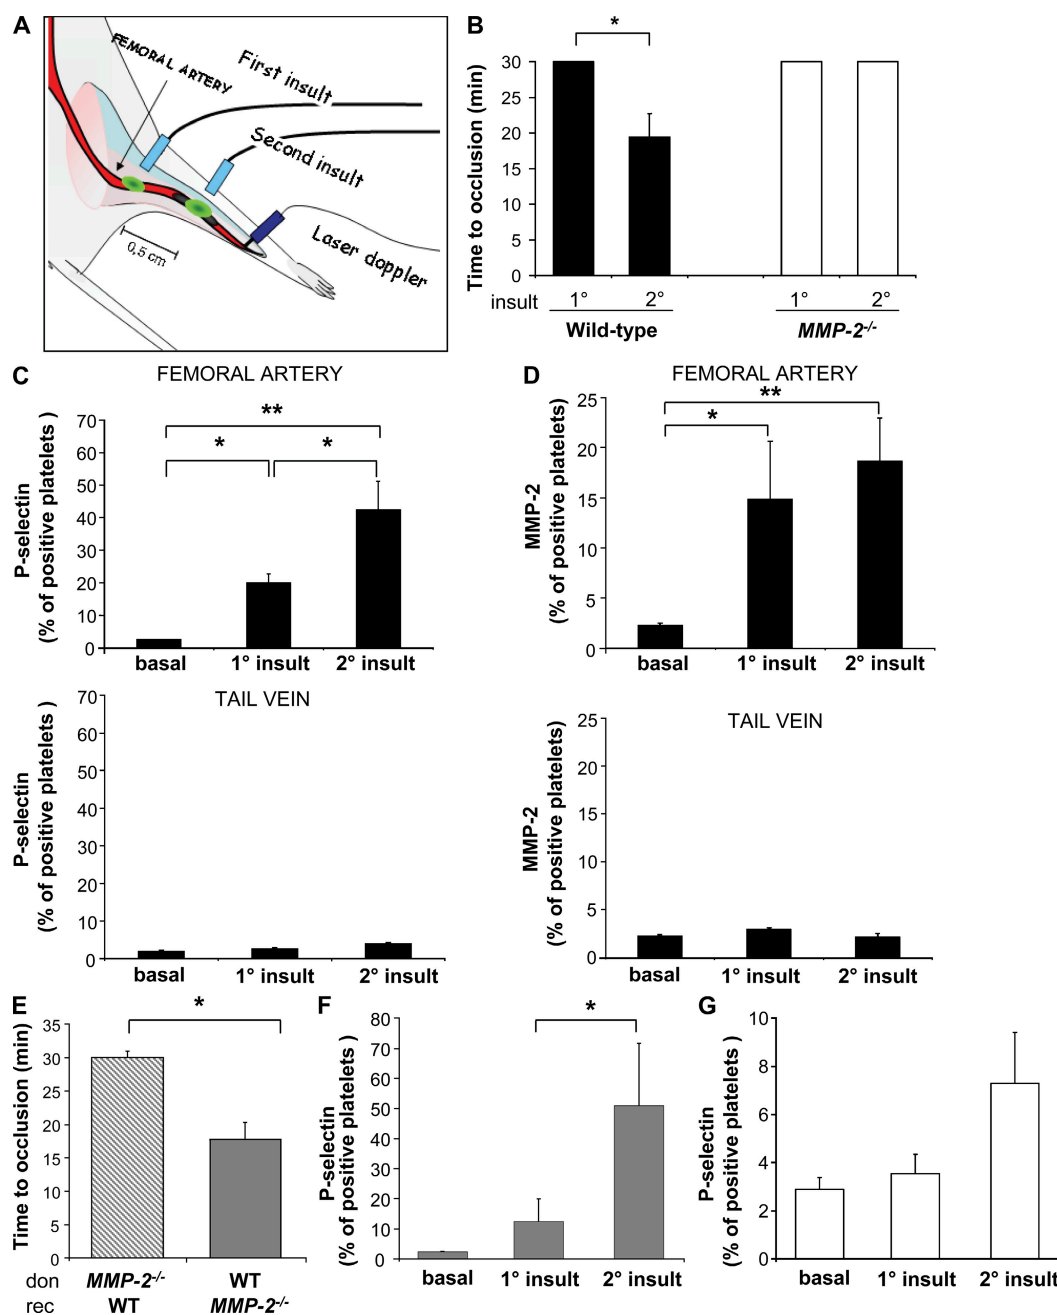 A
FEMORAL ARTERY
First insult
Second insult
Laser doppler
0,5 cm
B
*
Time to occlusion (min)
30
25
20
15
10
5
0
insult 1° 2° 1° 2°
Wild-type MMP-2-/-
C
FEMORAL ARTERY
P-selectin
(% of positive platelets )
70
60
50
40
30
20
10
0
**
* *
basal 1° insult 2° insult
TAIL VEIN
P-selectin
(% of positive platelets )
70
60
50
40
30
20
10
0
basal 1° insult 2° insult
D
FEMORAL ARTERY
MMP-2
(% of positive platelets)
25
20
15
10
5
0
**
*
basal 1° insult 2° insult
TAIL VEIN
MMP-2
(% of positive platelets)
25
20
15
10
5
0
basal 1° insult 2° insult
E
*
Time to occlusion (min)
35
30
25
20
15
10
5
0
don MMP-2-/- WT
rec WT MMP-2-/-
F
*
P-selectin
(% of positive platelets )
80
70
60
50
40
30
20
10
0
basal 1° insult 2° insult
G
P-selectin
(% of positive platelets )
10
8
6
4
2
0
basal 1° insult 2° insult